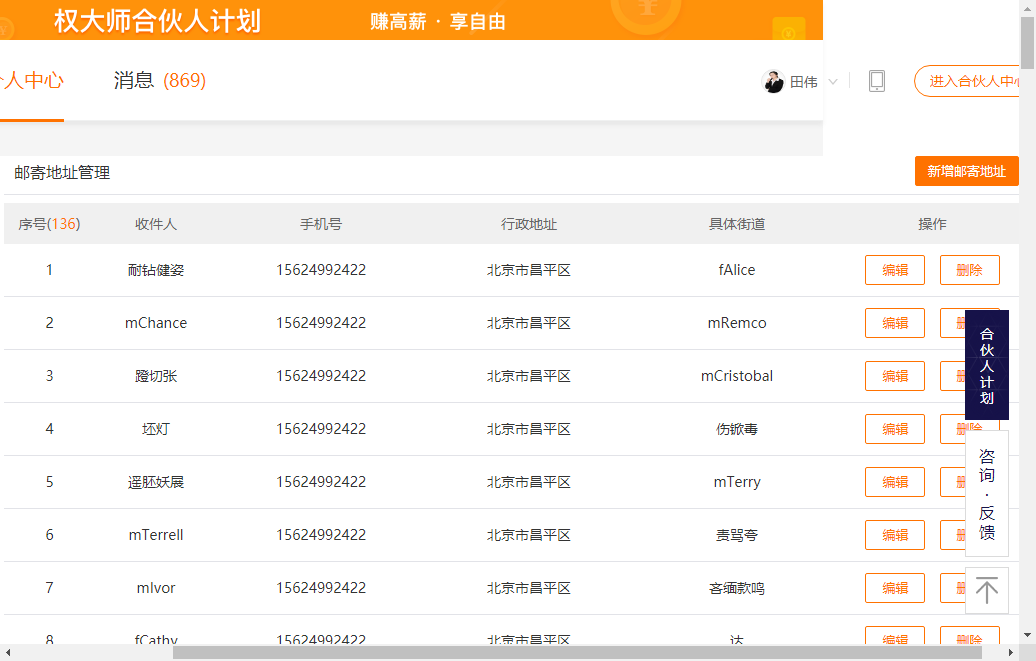 权大师合伙人计划 赚高薪 · 享自由
个人中心 消息 (869) 田伟 进入合伙人中心
邮寄地址管理 新增邮寄地址
序号(136) 收件人 手机号 行政地址 具体街道 操作
1 耐钻健姿 15624992422 北京市昌平区 fAlice 编辑 删除
2 mChance 15624992422 北京市昌平区 mRemco 编辑 删
3 蹬切张 15624992422 北京市昌平区 mCristobal 编辑 删
4 坯灯 15624992422 北京市昌平区 伤掀毒 编辑 删除
5 遥胚妖展 15624992422 北京市昌平区 mTerry 编辑 删
6 mTerrell 15624992422 北京市昌平区 责骂夸 编辑 删
7 mIvor 15624992422 北京市昌平区 吝缅款鸣 编辑 删
8 fCathy 15624992422 北京市昌平区 达 编辑 删除
合伙人计划
咨询·反馈